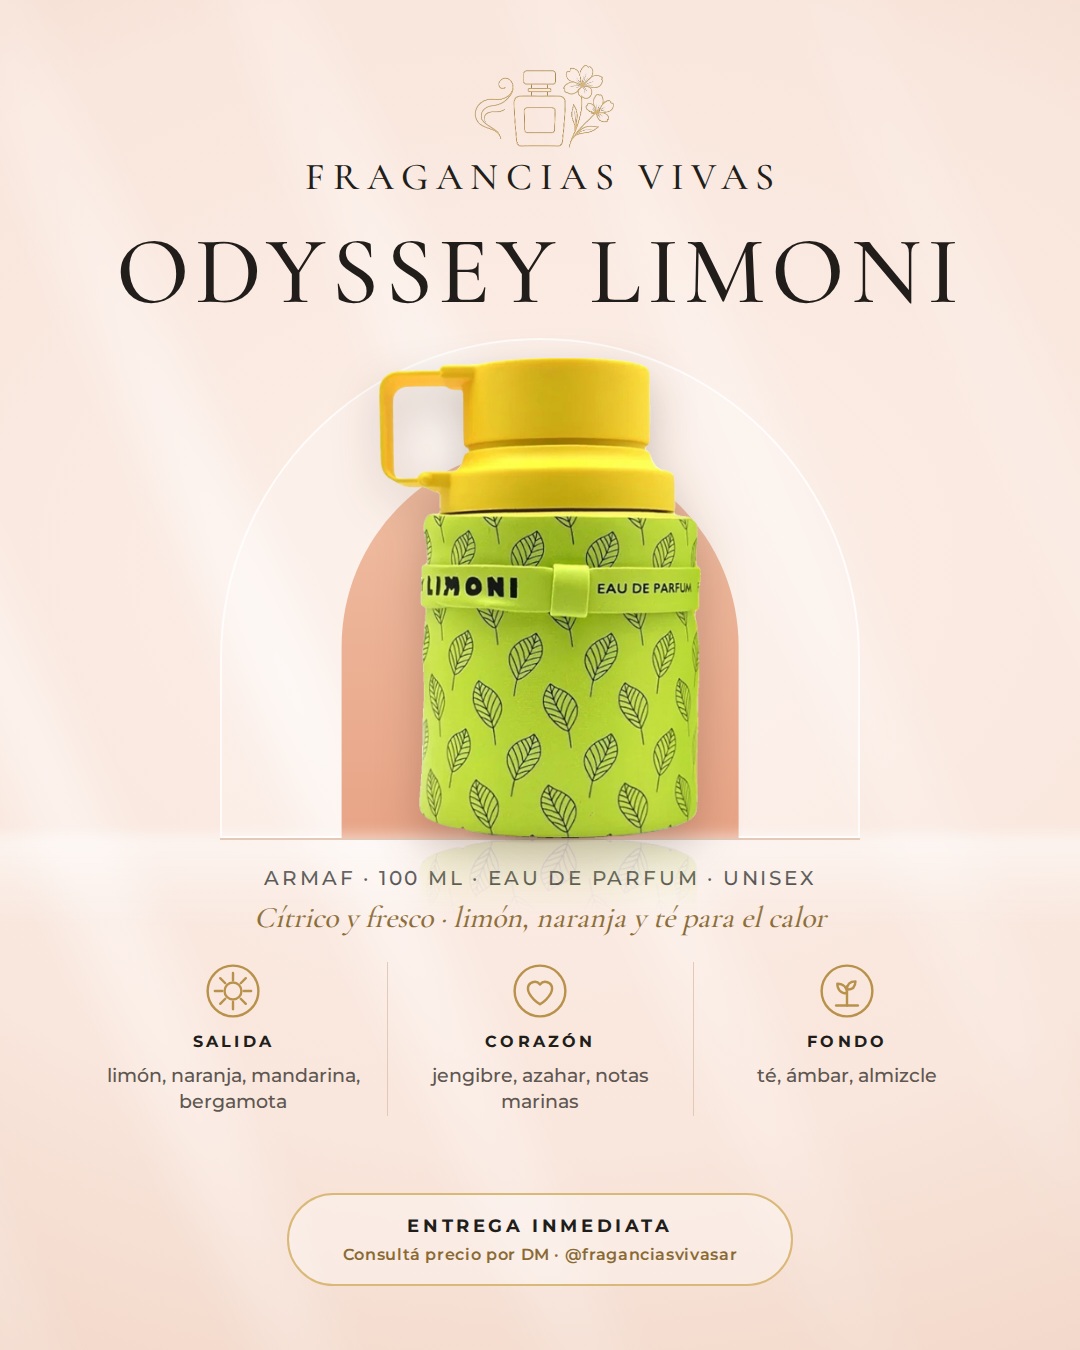 FRAGANCIAS VIVAS
ODYSSEY LIMONI
LIMONI EAU DE PARFUM
ARMAF · 100 ML · EAU DE PARFUM · UNISEX
Cítrico y fresco · limón, naranja y té para el calor
SALIDA
limón, naranja, mandarina,
bergamota
CORAZÓN
jengibre, azahar, notas
marinas
FONDO
té, ámbar, almizcle
ENTREGA INMEDIATA
Consultá precio por DM · @fraganciasvivasar